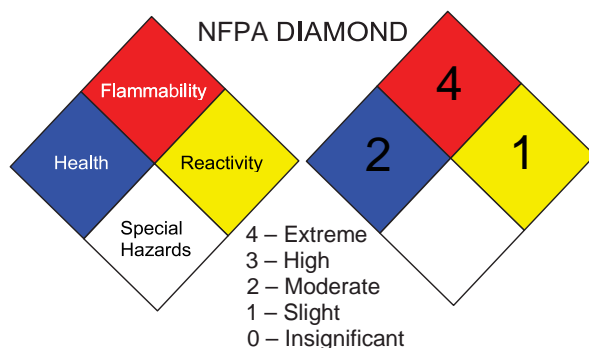 NFPA DIAMOND
Flammability
Health
Reactivity
Special
Hazards
4
2
1
4 – Extreme
3 – High
2 – Moderate
1 – Slight
0 – Insignificant